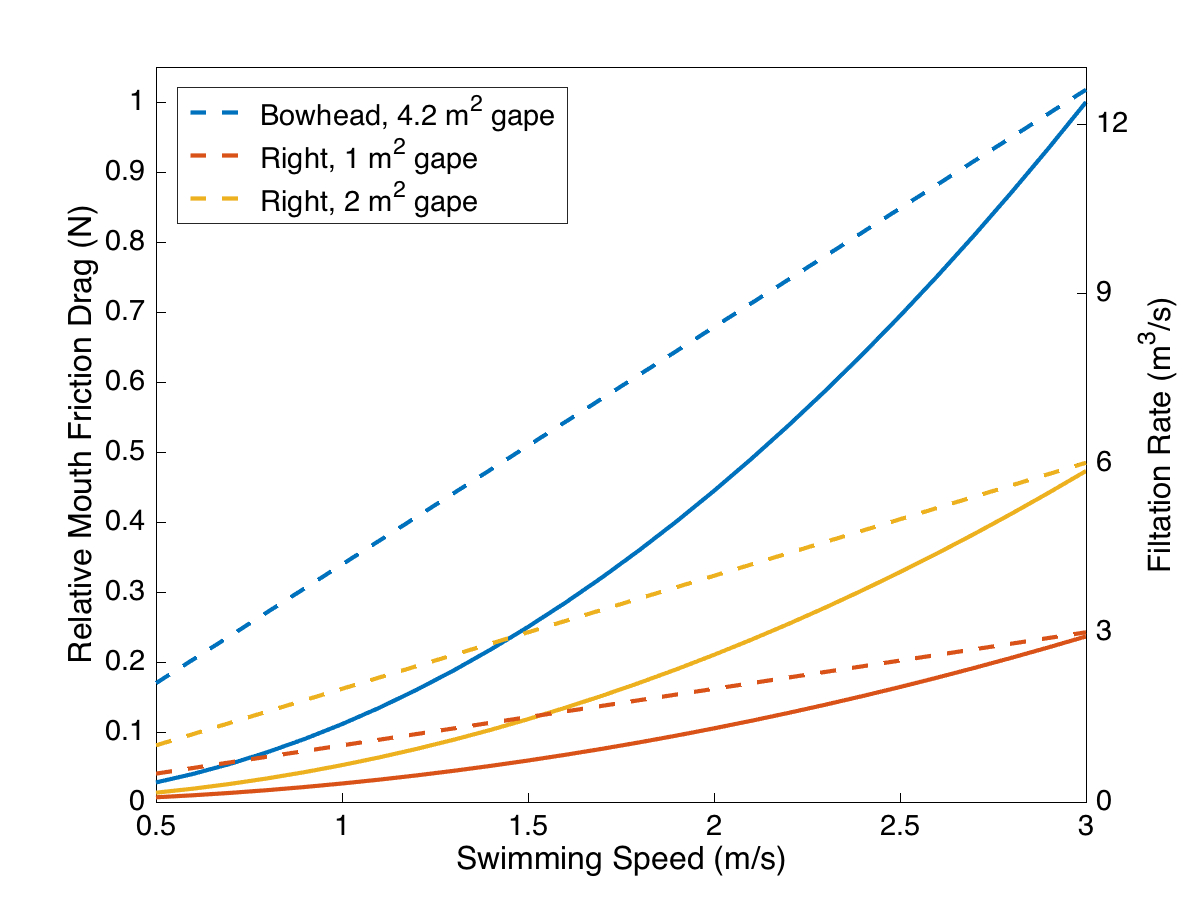 Bowhead, 4.2 m² gape
Right, 1 m² gape
Right, 2 m² gape
Relative Mouth Friction Drag (N)
1
0.9
0.8
0.7
0.6
0.5
0.4
0.3
0.2
0.1
0
12
9
6
3
0
Filtation Rate (m³/s)
0.5 1 1.5 2 2.5 3
Swimming Speed (m/s)